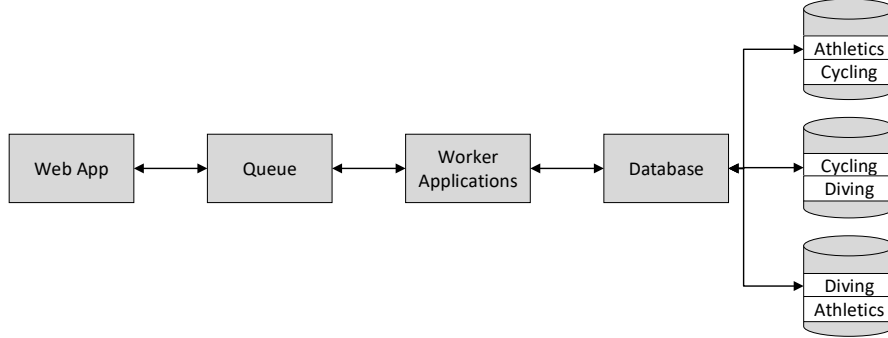 Web App
Queue
Worker
Applications
Database
Athletics
Cycling
Cycling
Diving
Diving
Athletics